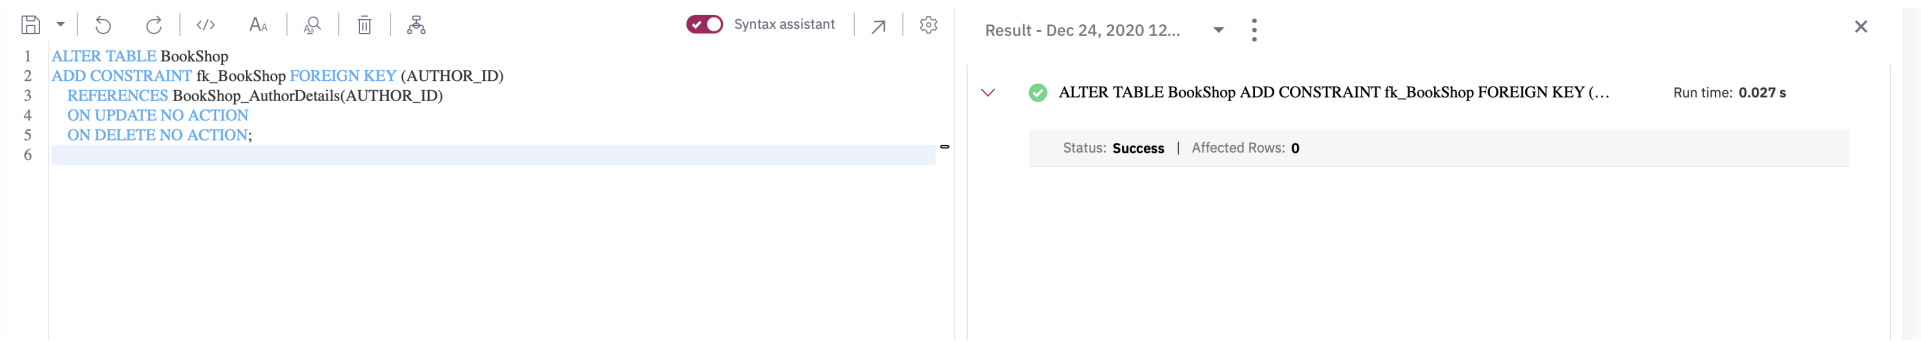 Syntax assistant
Result - Dec 24, 2020 12...
1 ALTER TABLE BookShop
2 ADD CONSTRAINT fk_BookShop FOREIGN KEY (AUTHOR_ID)
3 REFERENCES BookShop_AuthorDetails(AUTHOR_ID)
4 ON UPDATE NO ACTION
5 ON DELETE NO ACTION;
6
ALTER TABLE BookShop ADD CONSTRAINT fk_BookShop FOREIGN KEY (... Run time: 0.027 s
Status: Success | Affected Rows: 0